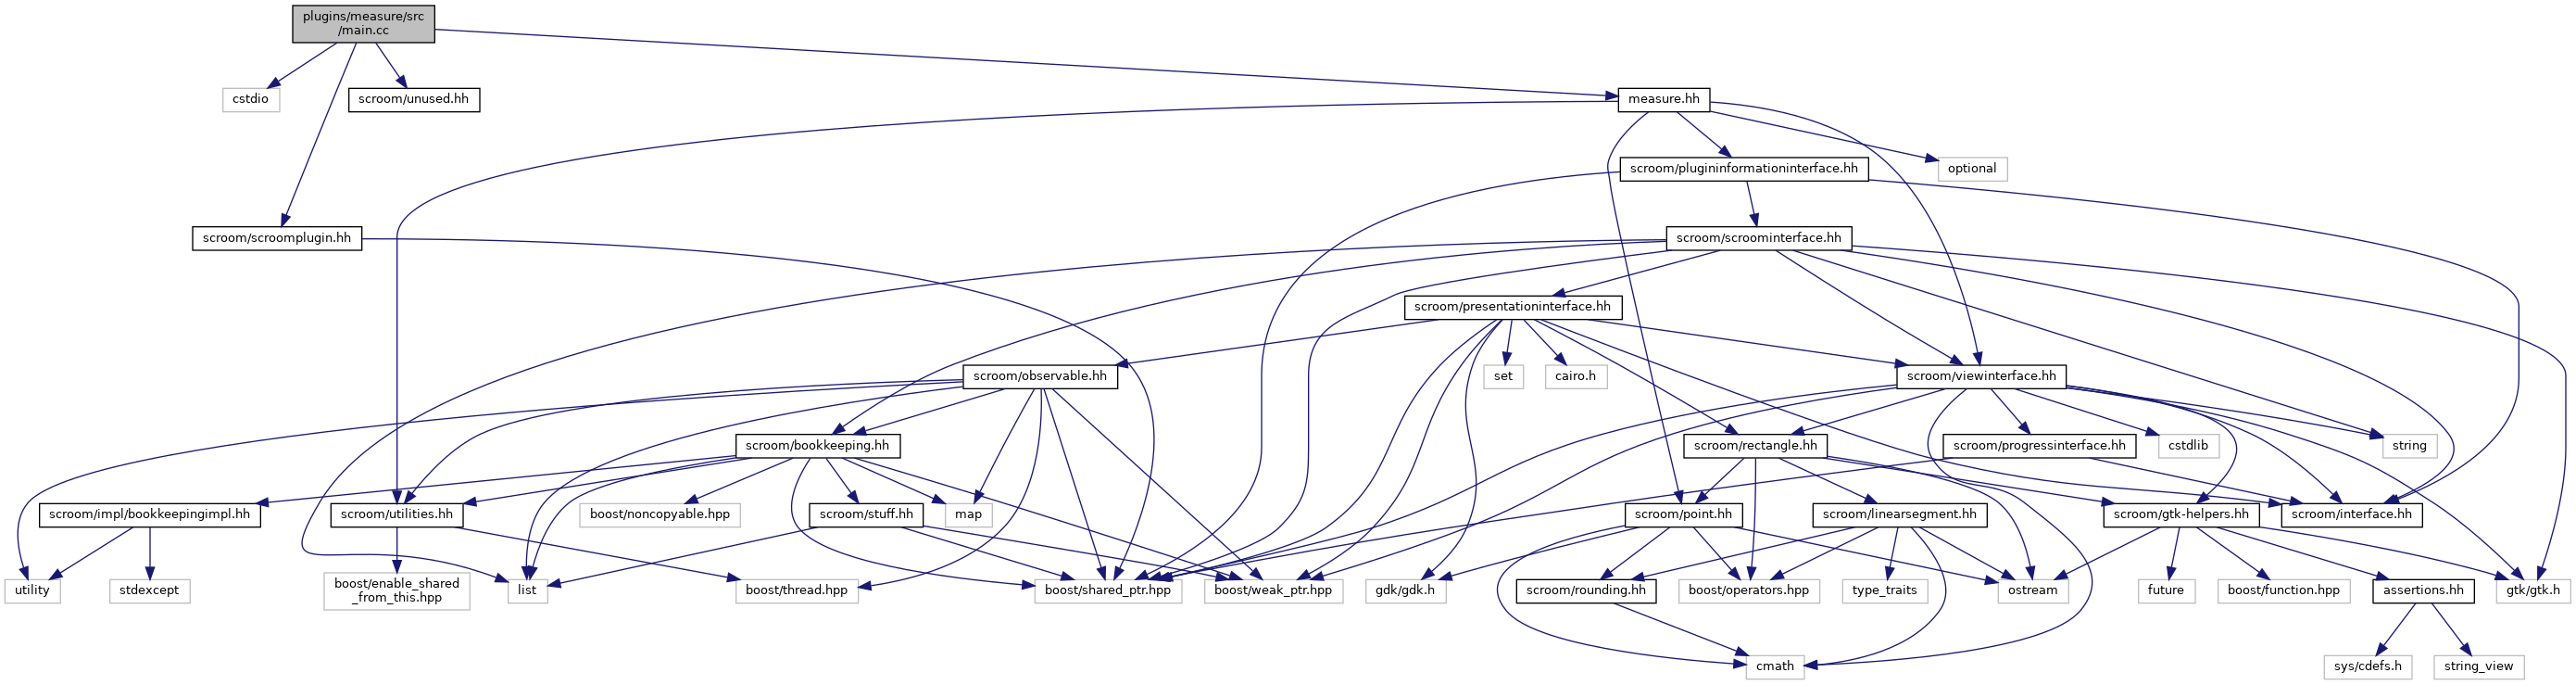 plugins/measure/src
/main.cc
cstdio
scroom/unused.hh
measure.hh
scroom/plugininformationinterface.hh
optional
scroom/scroomplugin.hh
scroom/scroominterface.hh
scroom/presentationinterface.hh
scroom/observable.hh
set
cairo.h
scroom/viewinterface.hh
scroom/bookkeeping.hh
scroom/rectangle.hh
scroom/progressinterface.hh
cstdlib
string
scroom/impl/bookkeepingimpl.hh
scroom/utilities.hh
boost/noncopyable.hpp
scroom/stuff.hh
map
scroom/point.hh
scroom/linearsegment.hh
scroom/gtk-helpers.hh
scroom/interface.hh
utility
stdexcept
boost/enable_shared
_from_this.hpp
list
boost/thread.hpp
boost/shared_ptr.hpp
boost/weak_ptr.hpp
gdk/gdk.h
scroom/rounding.hh
boost/operators.hpp
type_traits
ostream
future
boost/function.hpp
assertions.hh
gtk/gtk.h
cmath
sys/cdefs.h
string_view